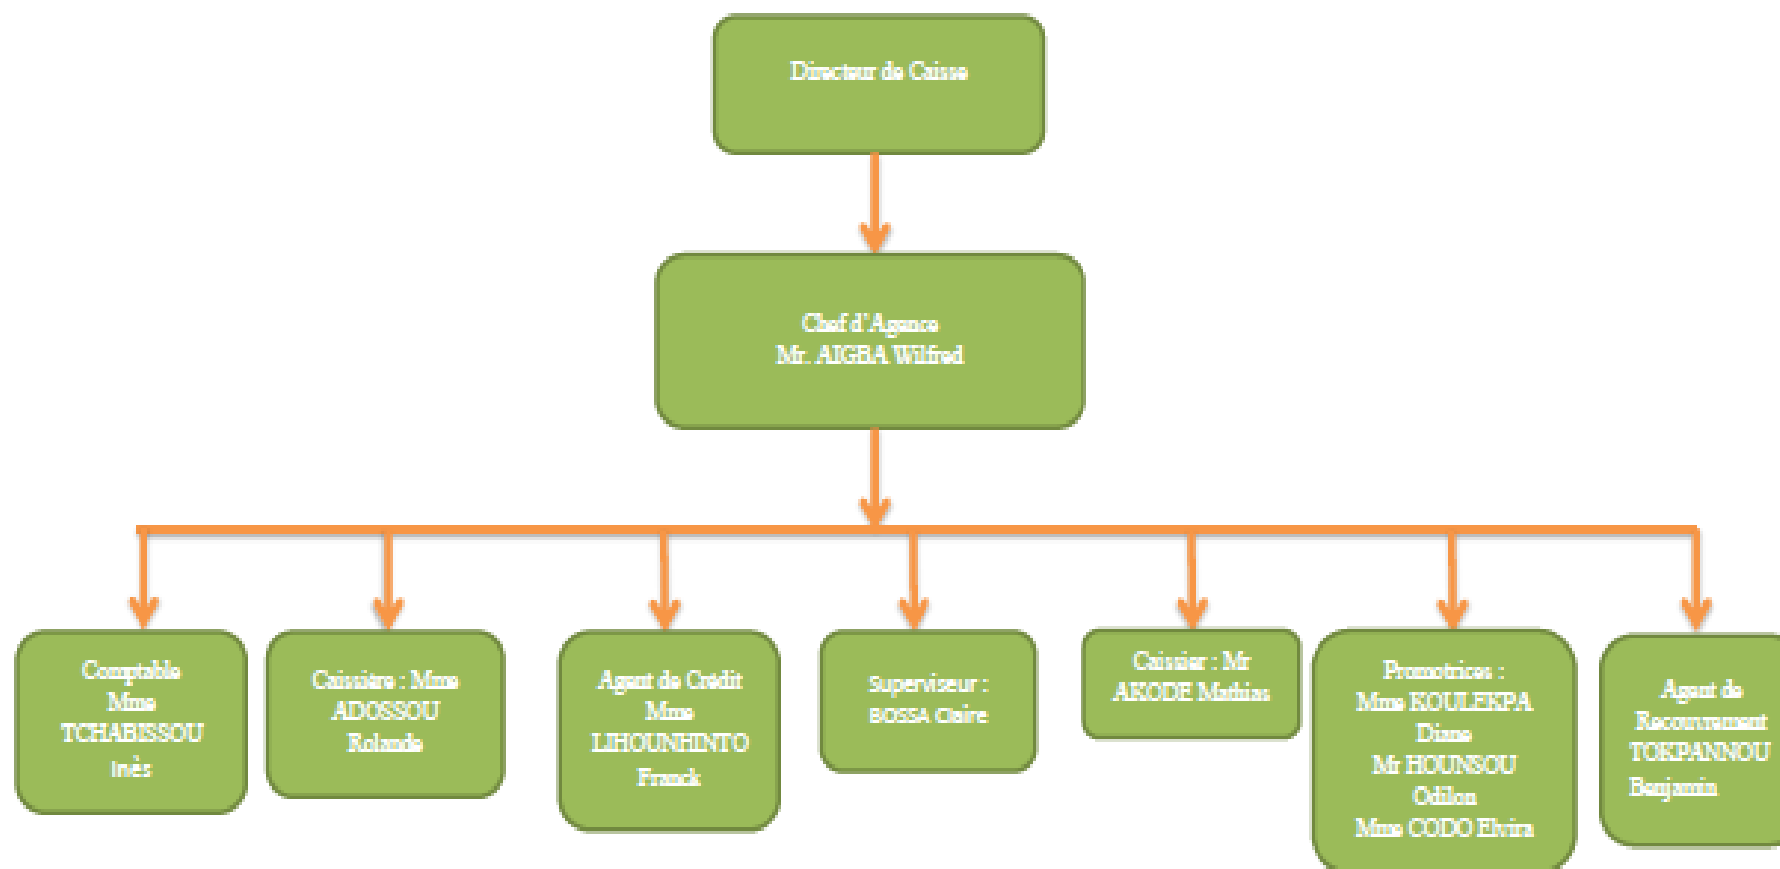 Directeur de Caisse
Chef d'Agence
Mr. AIGBA Wilfred
Comptable
Mme
TCHABISSOU
Inès
Caissière : Mme
ADOSSOU
Rolande
Agent de Crédit
Mme
LIHOUNHINTO
Franck
Superviseur :
BOSSA Claire
Caissier : Mr
AKODE Mathias
Promotrices :
Mme KOULEKPA
Diane
Mr HOUNSOU
Odilon
Mme CODO Elvira
Agent de
Recouvrement
TOKPANNOU
Benjamin